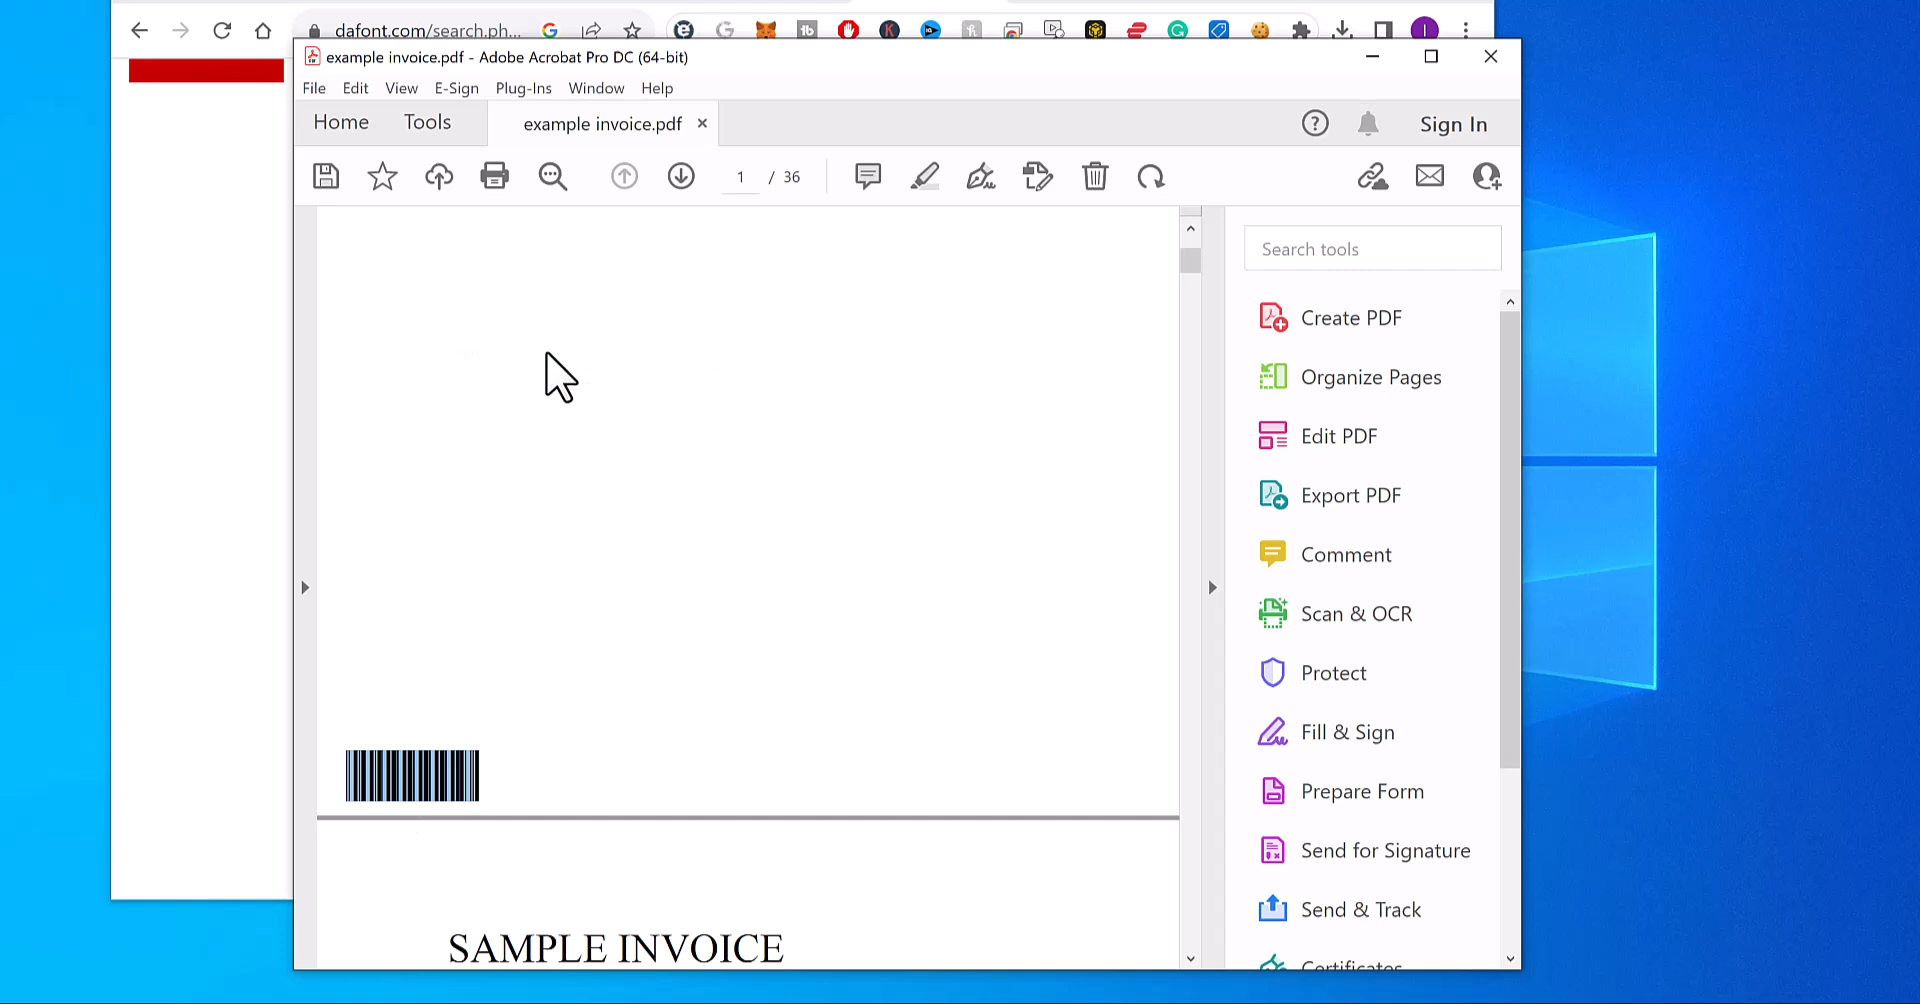 dafont.com/search.ph...
example invoice.pdf - Adobe Acrobat Pro DC (64-bit)
File Edit View E-Sign Plug-Ins Window Help
Home Tools example invoice.pdf × Sign In
1 / 36
Search tools
Create PDF
Organize Pages
Edit PDF
Export PDF
Comment
Scan & OCR
Protect
Fill & Sign
Prepare Form
Send for Signature
Send & Track
Certificates
SAMPLE INVOICE